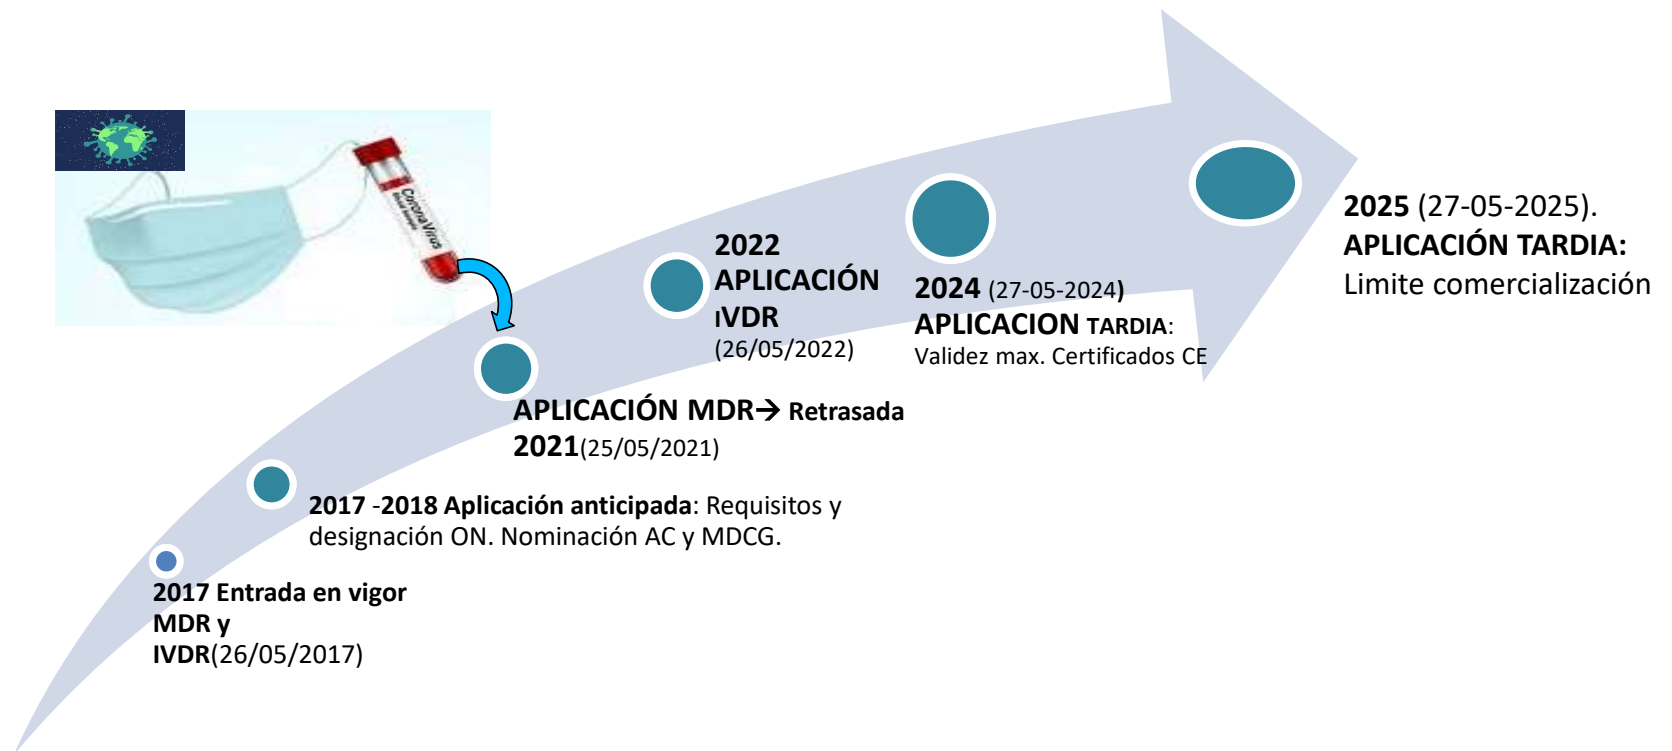 CoronaVirus
2022
APLICACIÓN
IVDR
(26/05/2022)
2024 (27-05-2024)
APLICACION TARDIA:
Validez max. Certificados CE
2025 (27-05-2025).
APLICACIÓN TARDIA:
Limite comercialización
APLICACIÓN MDR→ Retrasada
2021(25/05/2021)
2017 -2018 Aplicación anticipada: Requisitos y
designación ON. Nominación AC y MDCG.
2017 Entrada en vigor
MDR y
IVDR(26/05/2017)